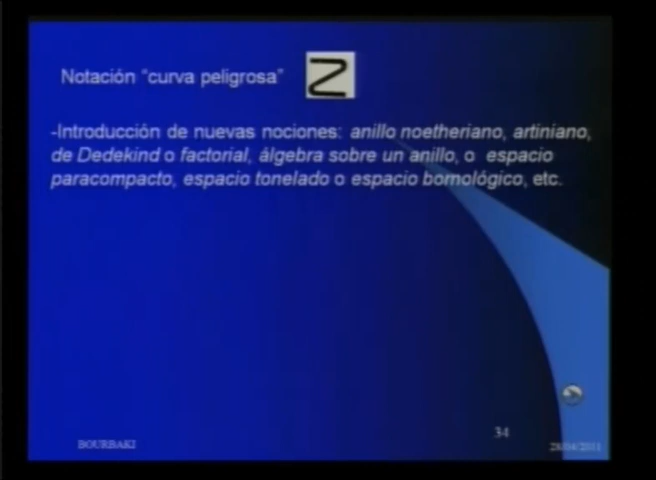 Notación "curva peligrosa"
-Introducción de nuevas nociones: anillo noetheriano, artiniano,
de Dedekind o factorial, álgebra sobre un anillo, o espacio
paracompacto, espacio tonelado o espacio bornológico, etc.
34
BOURBAKI
28/04/2011